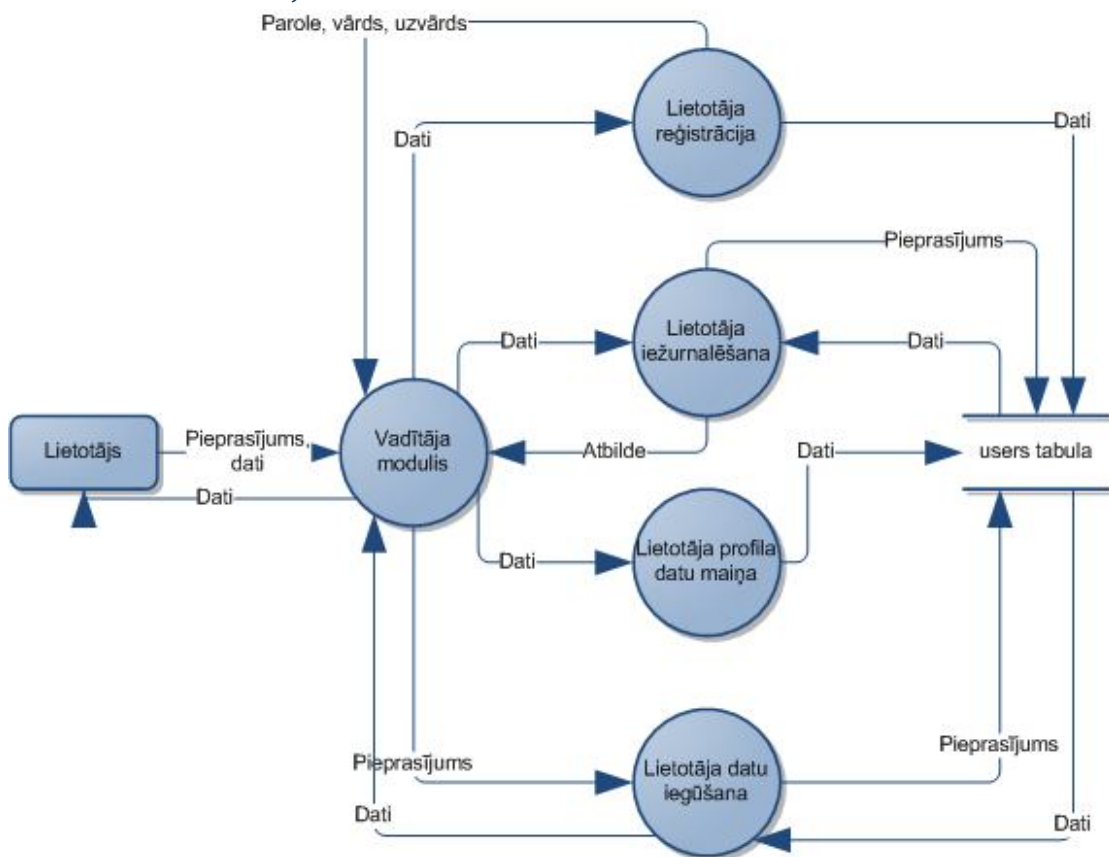 Parole, vārds, uzvārds
Lietotāja
reģistrācija
Dati
Dati
Pieprasījums
Lietotāja
iežurnalēšana
Dati
Dati
Lietotājs
Pieprasījums,
dati
Vadītāja
modulis
Atbilde
Dati
users tabula
Dati
Dati
Lietotāja profila
datu maiņa
Pieprasījums
Lietotāja datu
iegūšana
Pieprasījums
Dati
Dati